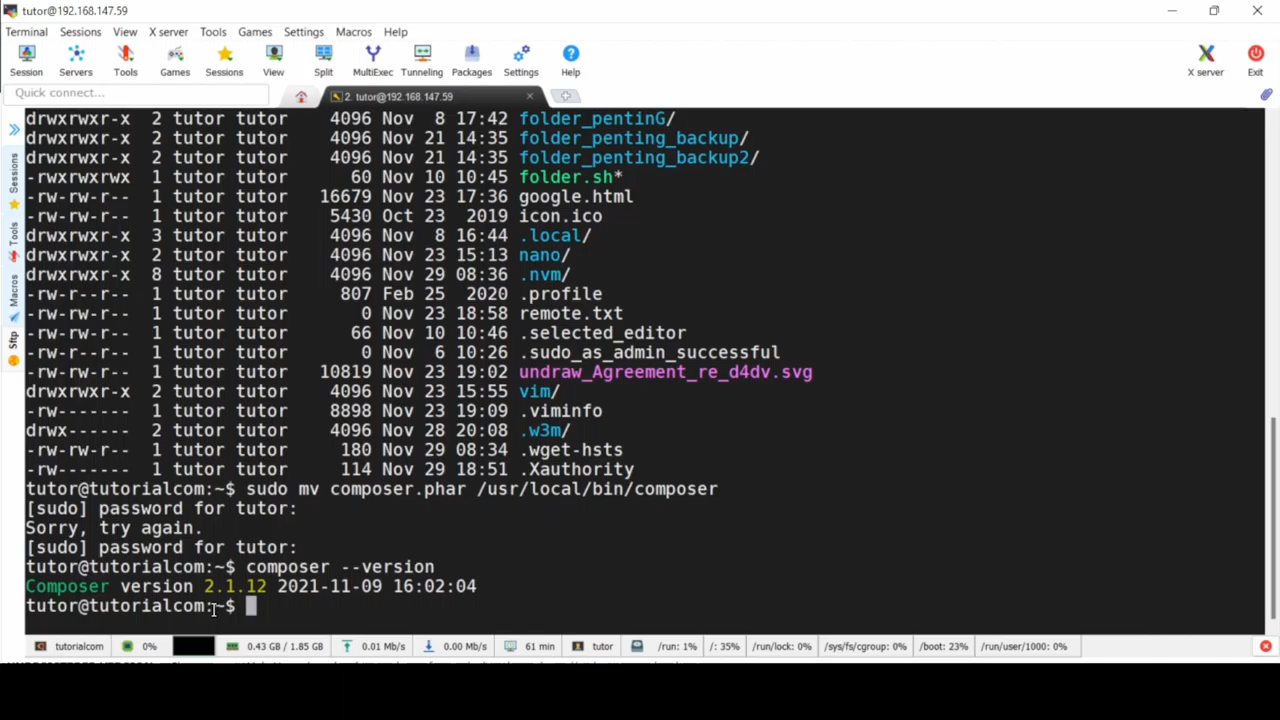 tutor@192.168.147.59
Terminal Sessions View X server Tools Games Settings Macros Help
Session Servers Tools Games Sessions View Split MultiExec Tunneling Packages Settings Help X server Exit
Quick connect... 2. tutor@192.168.147.59
Sessions
Tools
Macros
Sftp
drwxrwxr-x 2 tutor tutor 4096 Nov 8 17:42 folder_pentinG/
drwxrwxr-x 2 tutor tutor 4096 Nov 21 14:35 folder_penting_backup/
drwxrwxr-x 2 tutor tutor 4096 Nov 21 14:35 folder_penting_backup2/
-rwxrwxrwx 1 tutor tutor 60 Nov 10 10:45 folder.sh*
-rw-rw-r-- 1 tutor tutor 16679 Nov 23 17:36 google.html
-rw-rw-r-- 1 tutor tutor 5430 Oct 23 2019 icon.ico
drwxrwxr-x 3 tutor tutor 4096 Nov 8 16:44 .local/
drwxrwxr-x 2 tutor tutor 4096 Nov 23 15:13 nano/
drwxrwxr-x 8 tutor tutor 4096 Nov 29 08:36 .nvm/
-rw-r--r-- 1 tutor tutor 807 Feb 25 2020 .profile
-rw-rw-r-- 1 tutor tutor 0 Nov 23 18:58 remote.txt
-rw-rw-r-- 1 tutor tutor 66 Nov 10 10:46 .selected_editor
-rw-r--r-- 1 tutor tutor 0 Nov 6 10:26 .sudo_as_admin_successful
-rw-rw-r-- 1 tutor tutor 10819 Nov 23 19:02 undraw_Agreement_re_d4dv.svg
drwxrwxr-x 2 tutor tutor 4096 Nov 23 15:55 vim/
-rw------- 1 tutor tutor 8898 Nov 23 19:09 .viminfo
drwx------ 2 tutor tutor 4096 Nov 28 20:08 .w3m/
-rw-rw-r-- 1 tutor tutor 180 Nov 29 08:34 .wget-hsts
-rw------- 1 tutor tutor 114 Nov 29 18:51 .Xauthority
tutor@tutorialcom:~$ sudo mv composer.phar /usr/local/bin/composer
[sudo] password for tutor:
Sorry, try again.
[sudo] password for tutor:
tutor@tutorialcom:~$ composer --version
Composer version 2.1.12 2021-11-09 16:02:04
tutor@tutorialcom:~$
tutorialcom 0% 0.43 GB / 1.85 GB 0.01 Mb/s 0.00 Mb/s 61 min tutor /run: 1% /: 35% /run/lock: 0% /sys/fs/cgroup: 0% /boot: 23% /run/user/1000: 0%